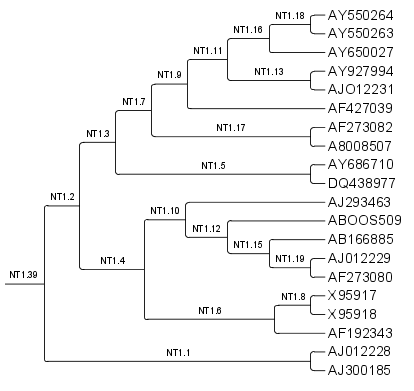 NT1.18 AY550264
NT1.16 AY550263
NT1.11 AY650027
NT1.9 NT1.13 AY927994
AJO12231
NT1.7 AF427039
NT1.17 AF273082
NT1.3 A8008507
NT1.5 AY686710
DQ438977
NT1.2 AJ293463
NT1.10 ABOOS509
NT1.12 AB166885
NT1.15 AJ012229
NT1.4 NT1.19 AF273080
NT1.39 NT1.8 X95917
NT1.6 X95918
AF192343
NT1.1 AJ012228
AJ300185